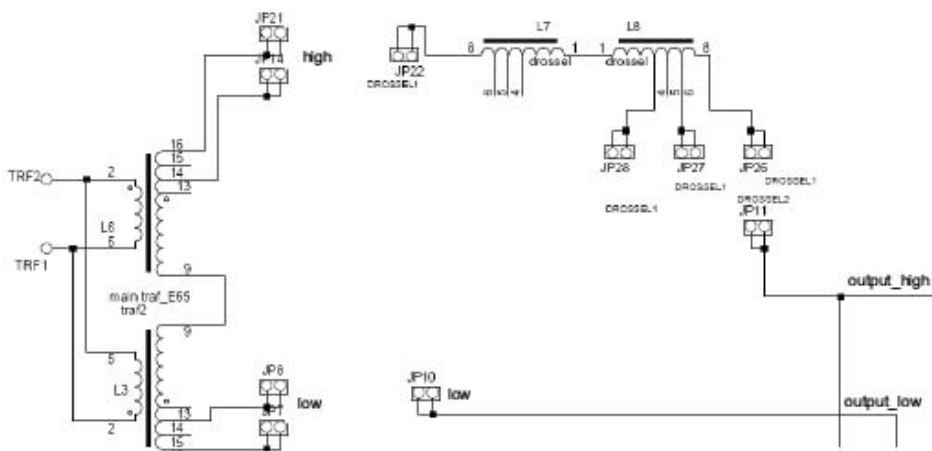 JP21
high
JP14
JP22
DROSSEL1
L7
L8
8
1
1
8
drossel
drossel
JP28
JP27
JP26
DROSSEL1
DROSSEL1
DROSSEL1
DROSSEL2
JP11
16
15
14
13
TRF2
2
L6
6
TRF1
9
output_high
main traf_E65
traf2
9
5
L3
2
JP8
low
13
14
15
JP10
low
output_low